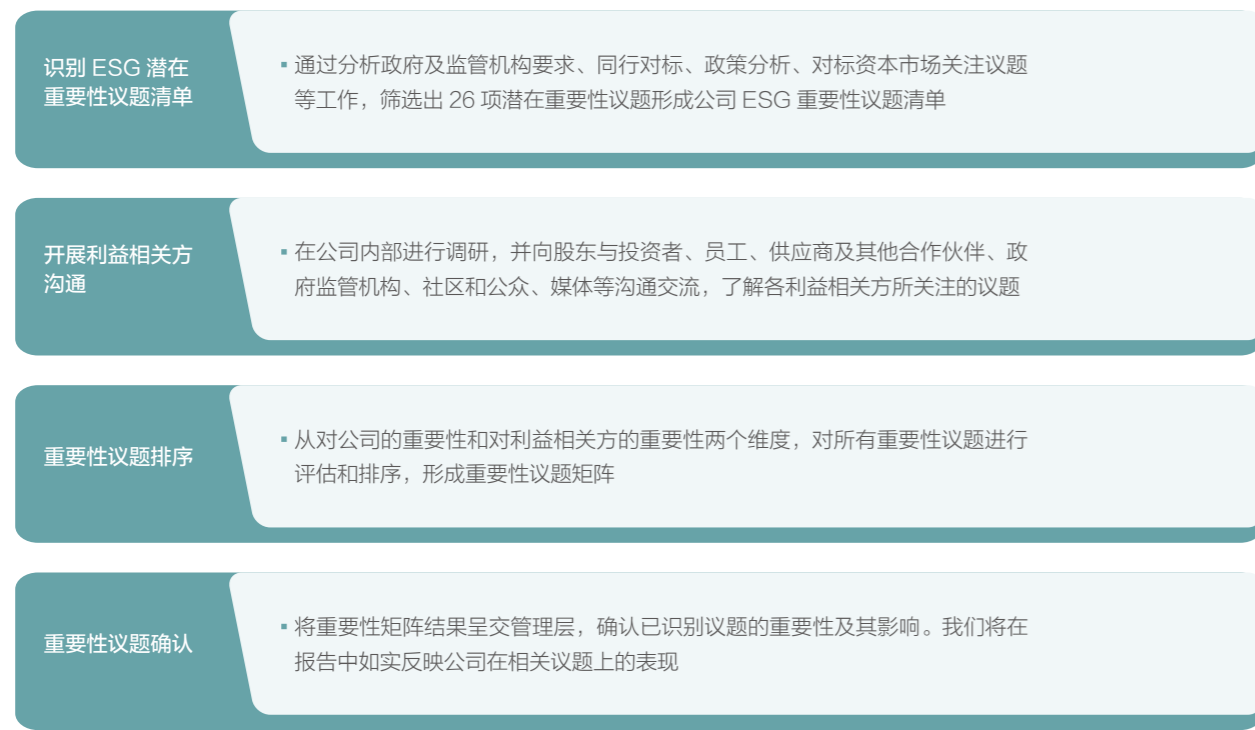 识别 ESG 潜在
重要性议题清单
▪ 通过分析政府及监管机构要求、同行对标、政策分析、对标资本市场关注议题
等工作，筛选出 26 项潜在重要性议题形成公司 ESG 重要性议题清单
开展利益相关方
沟通
▪ 在公司内部进行调研，并向股东与投资者、员工、供应商及其他合作伙伴、政
府监管机构、社区和公众、媒体等沟通交流，了解各利益相关方所关注的议题
重要性议题排序
▪ 从对公司的重要性和对利益相关方的重要性两个维度，对所有重要性议题进行
评估和排序，形成重要性议题矩阵
重要性议题确认
▪ 将重要性矩阵结果呈交管理层，确认已识别议题的重要性及其影响。我们将在
报告中如实反映公司在相关议题上的表现